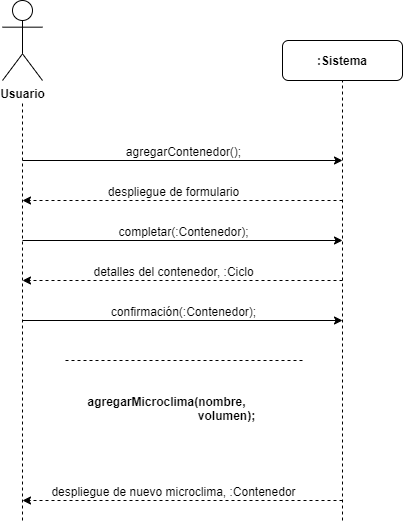 Usuario
:Sistema
agregarContenedor();
despliegue de formulario
completar(:Contenedor);
detalles del contenedor, :Ciclo
confirmación(:Contenedor);
agregarMicroclima(nombre,
volumen);
despliegue de nuevo microclima, :Contenedor